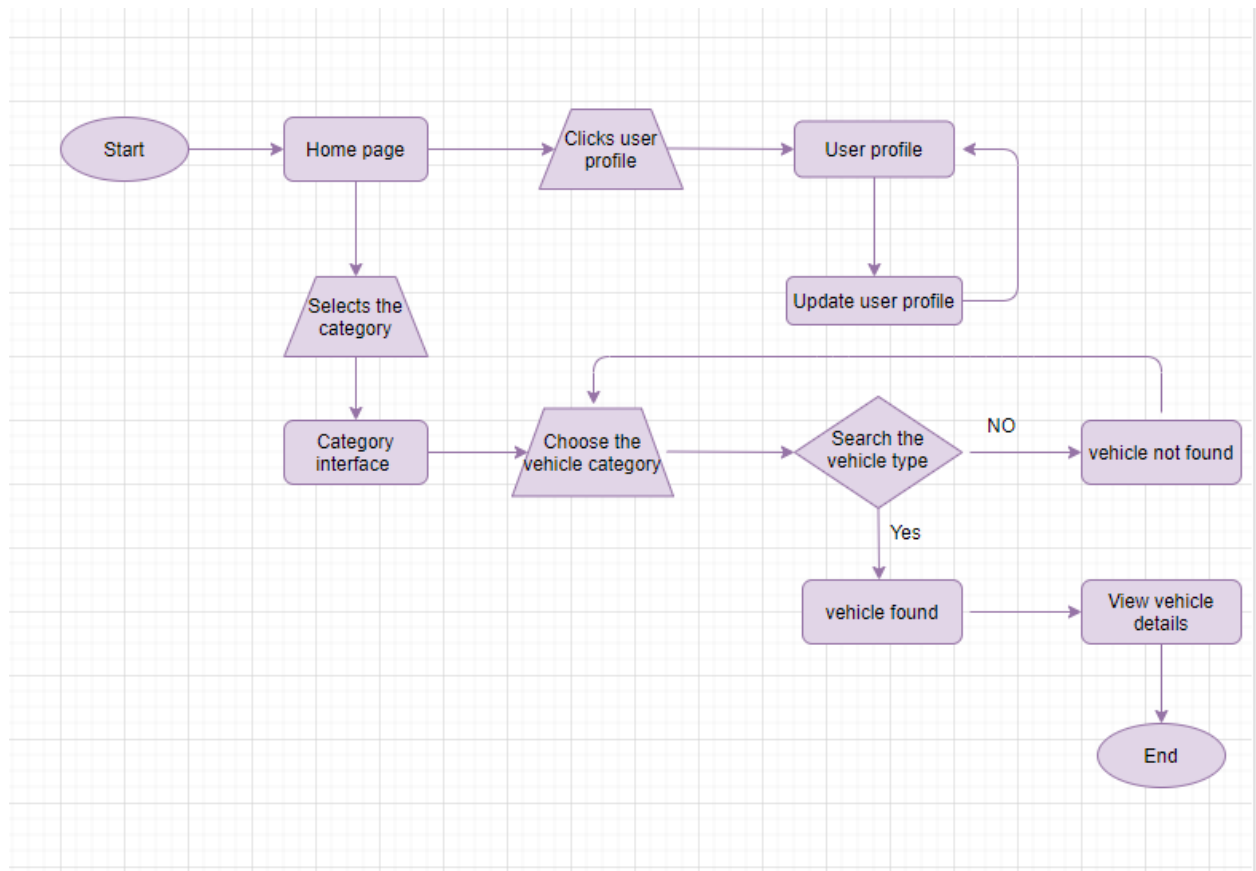 Start
Home page
Clicks user
profile
User profile
Selects the
category
Update user profile
Category
interface
Choose the
vehicle category
Search the
vehicle type
NO
vehicle not found
Yes
vehicle found
View vehicle
details
End